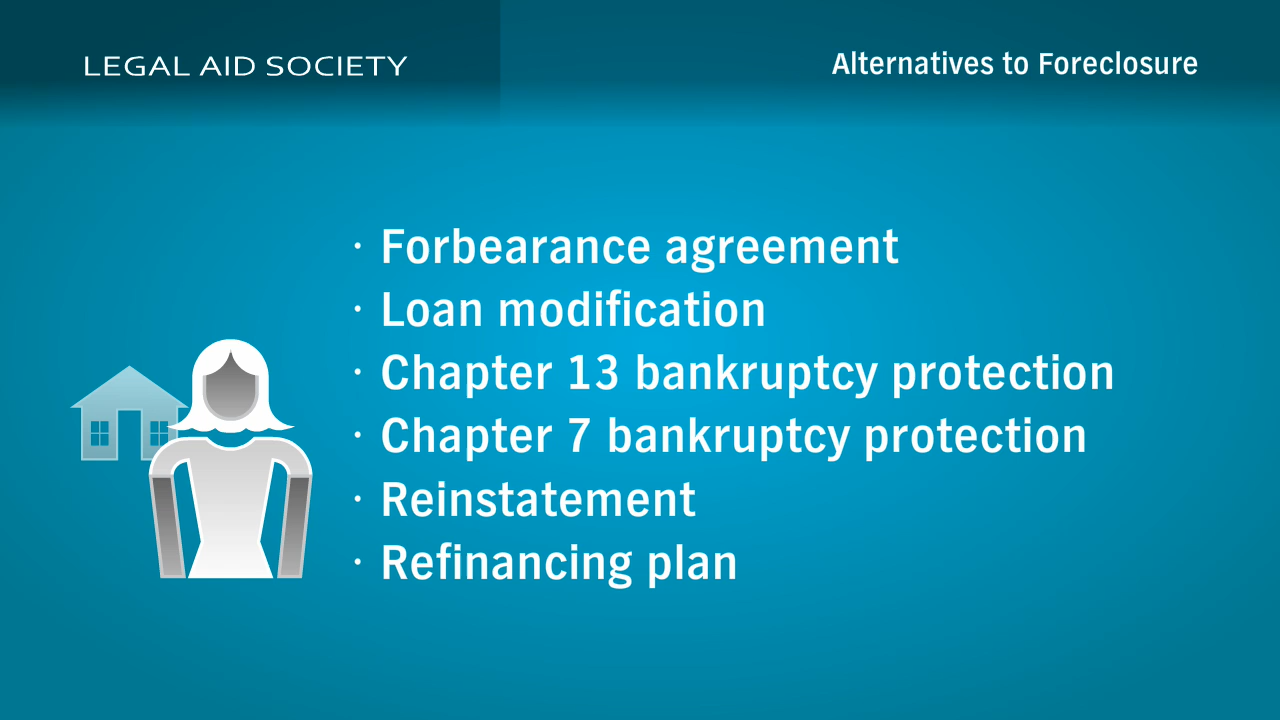 LEGAL AID SOCIETY
Alternatives to Foreclosure
· Forbearance agreement
· Loan modification
· Chapter 13 bankruptcy protection
· Chapter 7 bankruptcy protection
· Reinstatement
· Refinancing plan